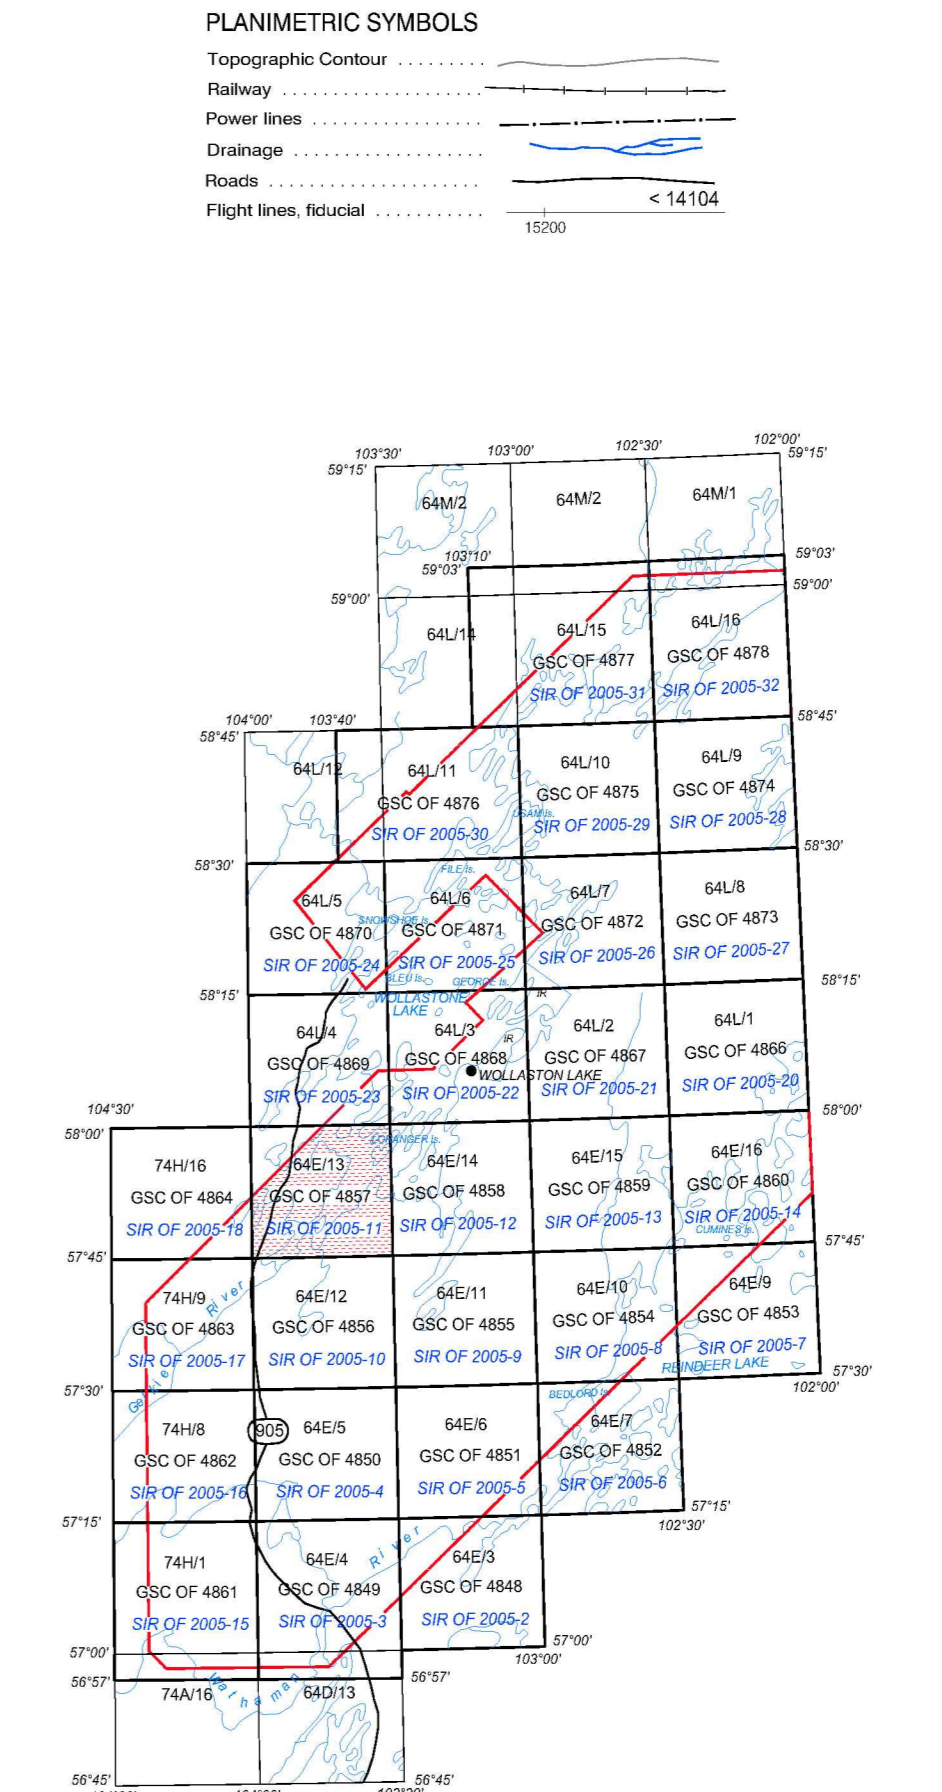 PLANIMETRIC SYMBOLS
Topographic Contour . . . . . . . . .
Railway . . . . . . . . . . . . . . . . . . . . .
Power lines . . . . . . . . . . . . . . . . . .
Drainage . . . . . . . . . . . . . . . . . . . .
Roads . . . . . . . . . . . . . . . . . . . . . .
Flight lines, fiducial . . . . . . . . . . .
< 14104
15200
103°30' 103°00' 102°30' 102°00'
59°15' 59°15'
64M/2 64M/2 64M/1
103°10' 59°03'
59°03'
59°00' 59°00'
64L/14 64L/15 64L/16
GSC OF 4877 GSC OF 4878
SIR OF 2005-31 SIR OF 2005-32
104°00' 103°40' 58°45'
58°45'
64L/12 64L/11 64L/10 64L/9
GSC OF 4876 GSC OF 4875 GSC OF 4874
USAM Is.
SIR OF 2005-30 SIR OF 2005-29 SIR OF 2005-28
58°30' 58°30'
FILE Is.
64L/5 64L/6 64L/7 64L/8
SNOWSHOE Is.
GSC OF 4870 GSC OF 4871 GSC OF 4872 GSC OF 4873
SIR OF 2005-24 SIR OF 2005-25 SIR OF 2005-26 SIR OF 2005-27
BLEU Is. GEORGE Is.
58°15' IR 58°15'
WOLLASTONE
LAKE
64L/4 64L/3 64L/2 64L/1
IR
GSC OF 4869 GSC OF 4868 GSC OF 4867 GSC OF 4866
WOLLASTON LAKE
SIR OF 2005-23 SIR OF 2005-22 SIR OF 2005-21 SIR OF 2005-20
104°30' 58°00'
58°00'
LORANGER Is.
74H/16 64E/13 64E/14 64E/15 64E/16
GSC OF 4864 GSC OF 4857 GSC OF 4858 GSC OF 4859 GSC OF 4860
SIR OF 2005-18 SIR OF 2005-11 SIR OF 2005-12 SIR OF 2005-13 SIR OF 2005-14
CUMINES Is.
57°45' 57°45'
74H/9 River 64E/12 64E/11 64E/10 64E/9
GSC OF 4863 GSC OF 4856 GSC OF 4855 GSC OF 4854 GSC OF 4853
SIR OF 2005-17 SIR OF 2005-10 SIR OF 2005-9 SIR OF 2005-8 SIR OF 2005-7
REINDEER LAKE
57°30' 57°30'
102°00'
BEDLORD Is.
74H/8 905 64E/5 64E/6 64E/7
GSC OF 4862 GSC OF 4850 GSC OF 4851 GSC OF 4852
SIR OF 2005-16 SIR OF 2005-4 SIR OF 2005-5 SIR OF 2005-6
57°15' 57°15'
102°30'
River
74H/1 64E/4 64E/3
GSC OF 4861 GSC OF 4849 GSC OF 4848
SIR OF 2005-15 SIR OF 2005-3 SIR OF 2005-2
57°00' 57°00'
103°00'
56°57' 56°57'
Wathaman
74A/16 64D/13
56°45' 56°45'